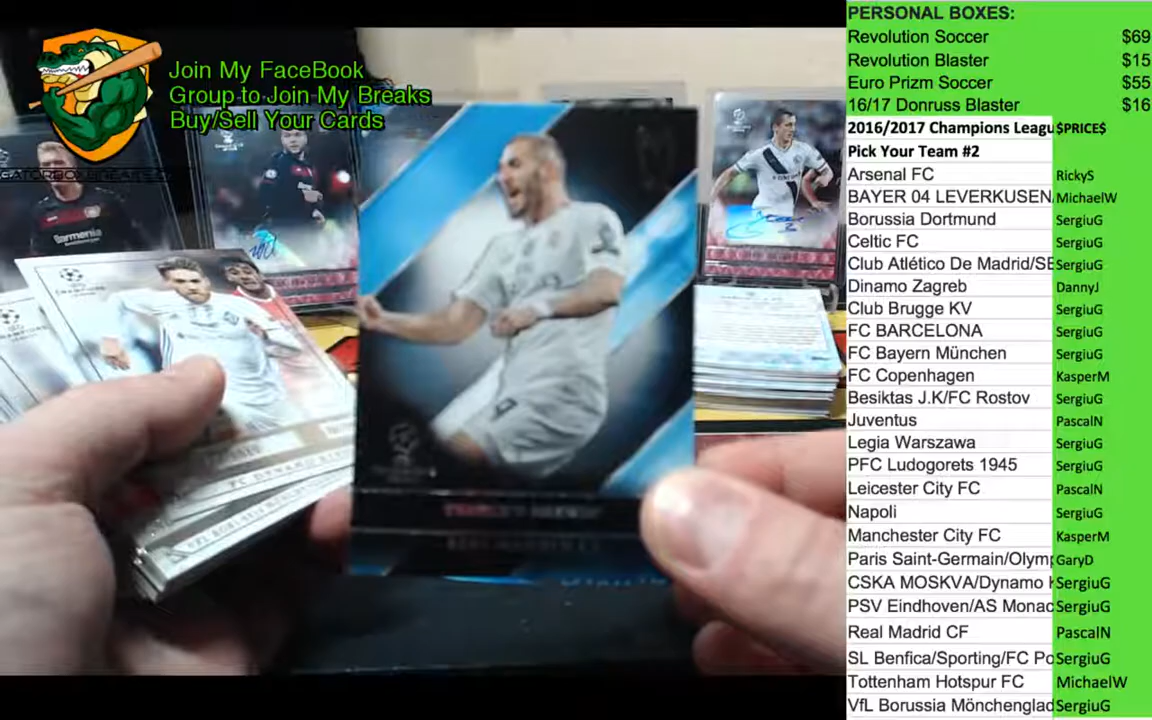 Join My FaceBook
Group to Join My Breaks
Buy/Sell Your Cards
PERSONAL BOXES:
Revolution Soccer $69
Revolution Blaster $15
Euro Prizm Soccer $55
16/17 Donruss Blaster $16
2016/2017 Champions Leagu $PRICE$
Pick Your Team #2
Arsenal FC RickyS
BAYER 04 LEVERKUSEN MichaelW
Borussia Dortmund SergiuG
Celtic FC SergiuG
Club Atlético De Madrid/SE SergiuG
Dinamo Zagreb DannyJ
Club Brugge KV SergiuG
FC BARCELONA SergiuG
FC Bayern München SergiuG
FC Copenhagen KasperM
Besiktas J.K/FC Rostov SergiuG
Juventus PascalN
Legia Warszawa SergiuG
PFC Ludogorets 1945 SergiuG
Leicester City FC PascalN
Napoli SergiuG
Manchester City FC KasperM
Paris Saint-Germain/Olymp GaryD
CSKA MOSKVA/Dynamo K SergiuG
PSV Eindhoven/AS Monac SergiuG
Real Madrid CF PascalN
SL Benfica/Sporting/FC Po SergiuG
Tottenham Hotspur FC MichaelW
VfL Borussia Mönchenglad SergiuG